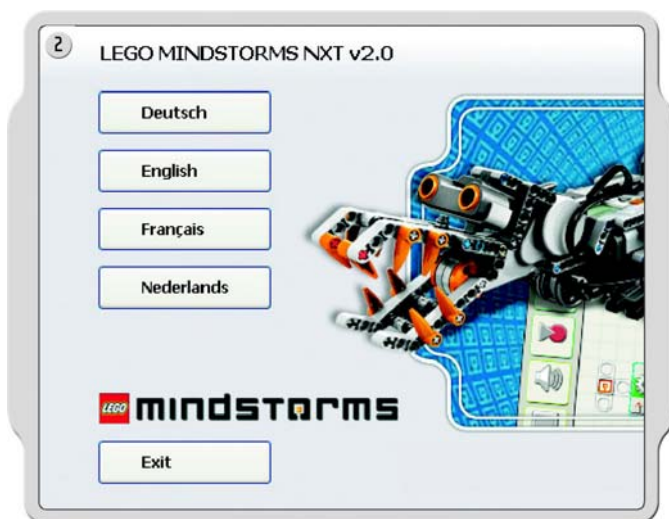 2
LEGO MINDSTORMS NXT v2.0
Deutsch
English
Français
Nederlands
LEGO mindstorms
Exit